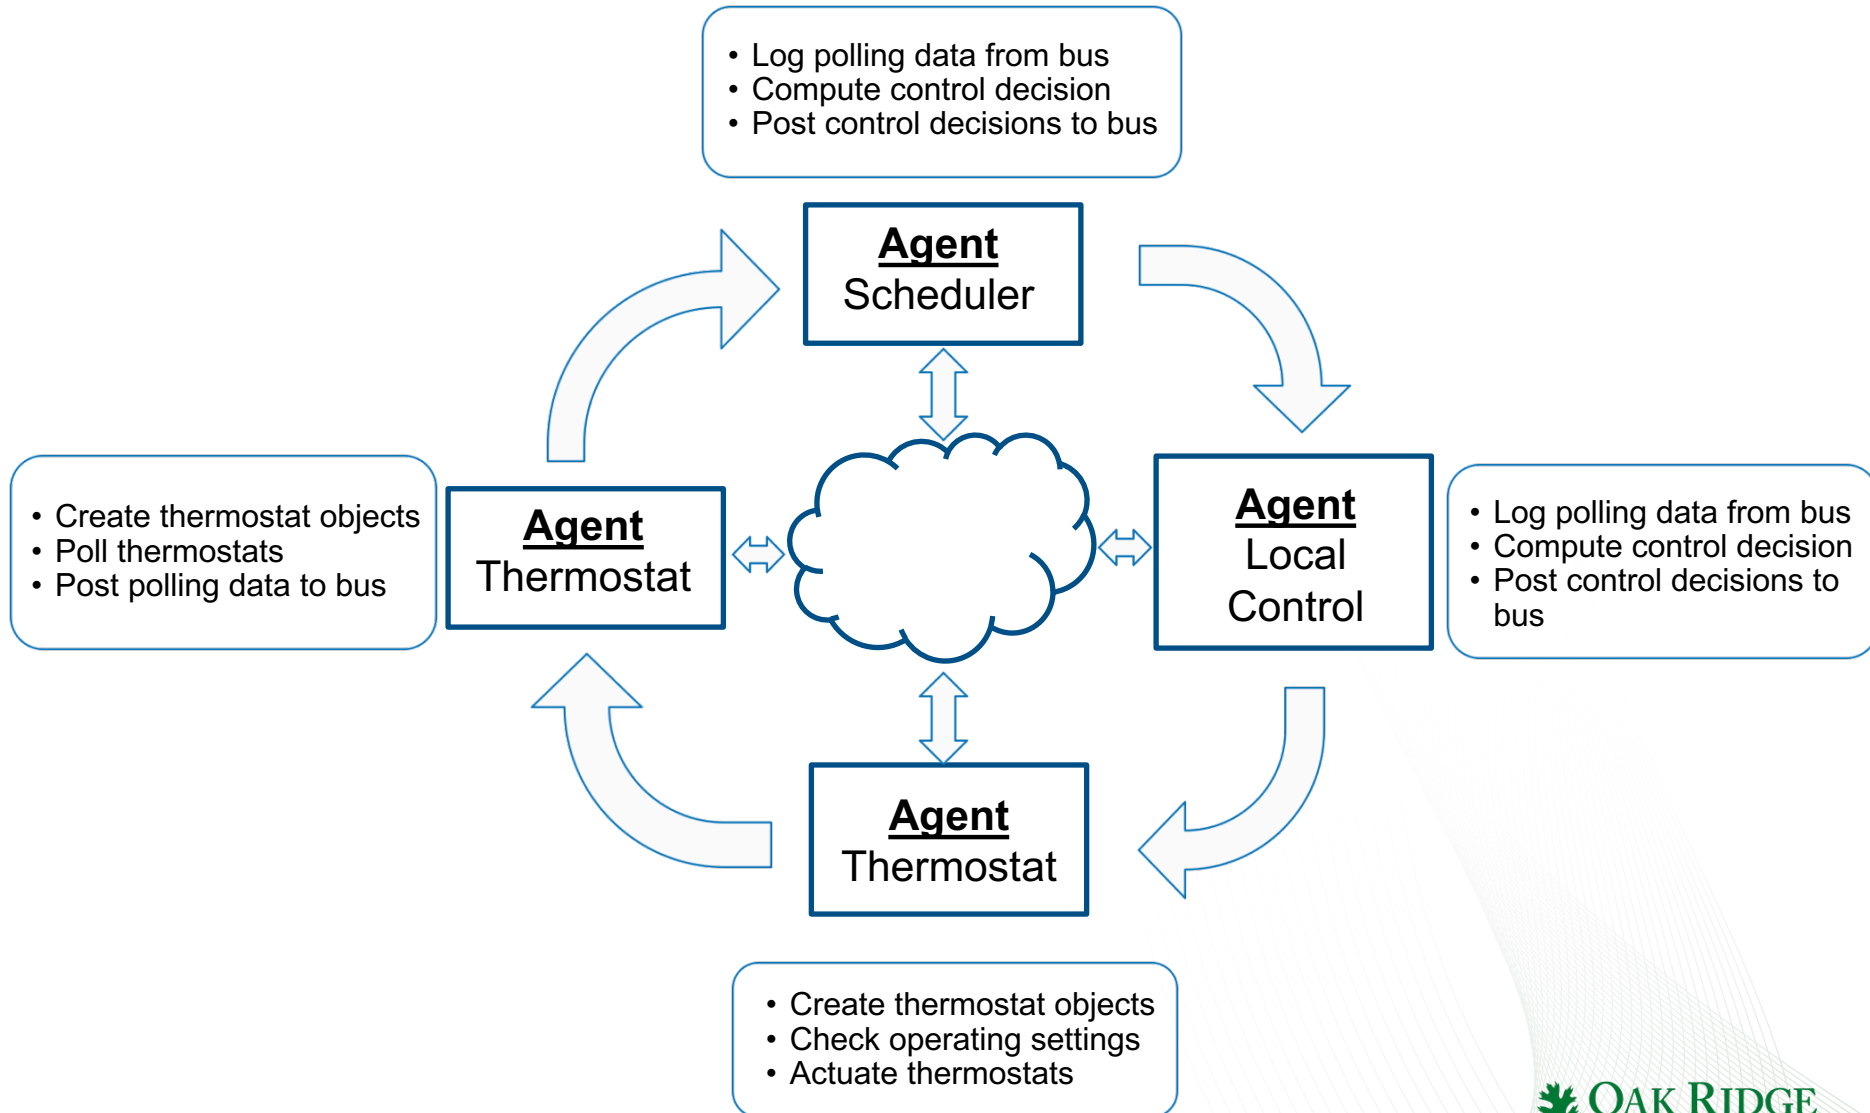 • Log polling data from bus
• Compute control decision
• Post control decisions to bus
Agent
Scheduler
• Create thermostat objects
• Poll thermostats
• Post polling data to bus
Agent
Thermostat
Agent
Local
Control
• Log polling data from bus
• Compute control decision
• Post control decisions to
bus
Agent
Thermostat
• Create thermostat objects
• Check operating settings
• Actuate thermostats
OAK RIDGE